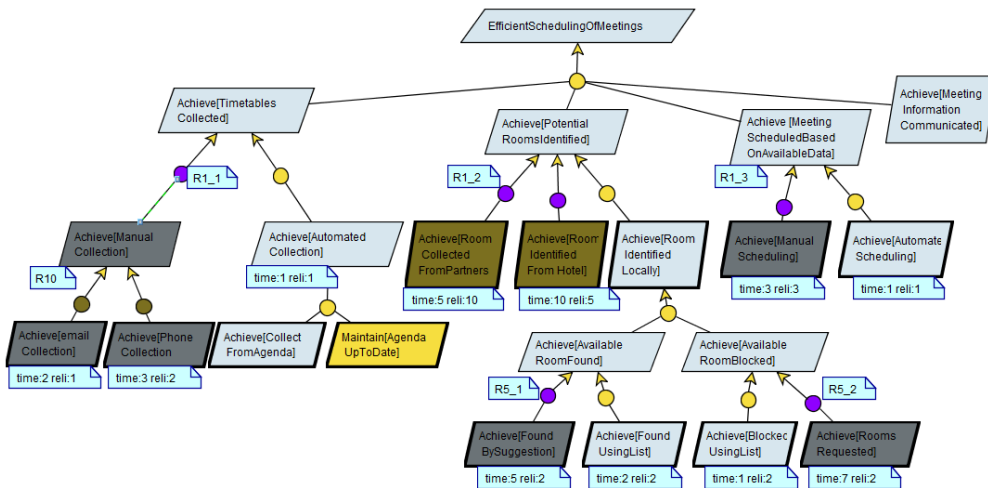 EfficientSchedulingOfMeetings
Achieve[Timetables
Collected]
Achieve[Potential
RoomsIdentified]
Achieve [Meeting
ScheduledBased
OnAvailableData]
Achieve[Meeting
Information
Communicated]
R1_1
R1_2
R1_3
Achieve[Manual
Collection]
Achieve[Automated
Collection]
time:1 reli:1
Achieve[Room
Collected
FromPartners
time:5 reli:10
Achieve[Room
Identified
From Hotel]
time:10 reli:5
Achieve[Room
Identified
Locally]
Achieve[Manual
Scheduling]
time:3 reli:3
Achieve[Automate
Scheduling]
time:1 reli:1
R10
Achieve[email
Collection]
time:2 reli:1
Achieve[Phone
Collection
time:3 reli:2
Achieve[Collect
FromAgenda]
Maintain[Agenda
UpToDate]
Achieve[Available
RoomFound]
Achieve[Available
RoomBlocked]
R5_1
R5_2
Achieve[Found
BySuggestion]
time:5 reli:2
Achieve[Found
UsingList]
time:2 reli:2
Achieve[Blocked
UsingList]
time:1 reli:2
Achieve[Rooms
Requested]
time:7 reli:2